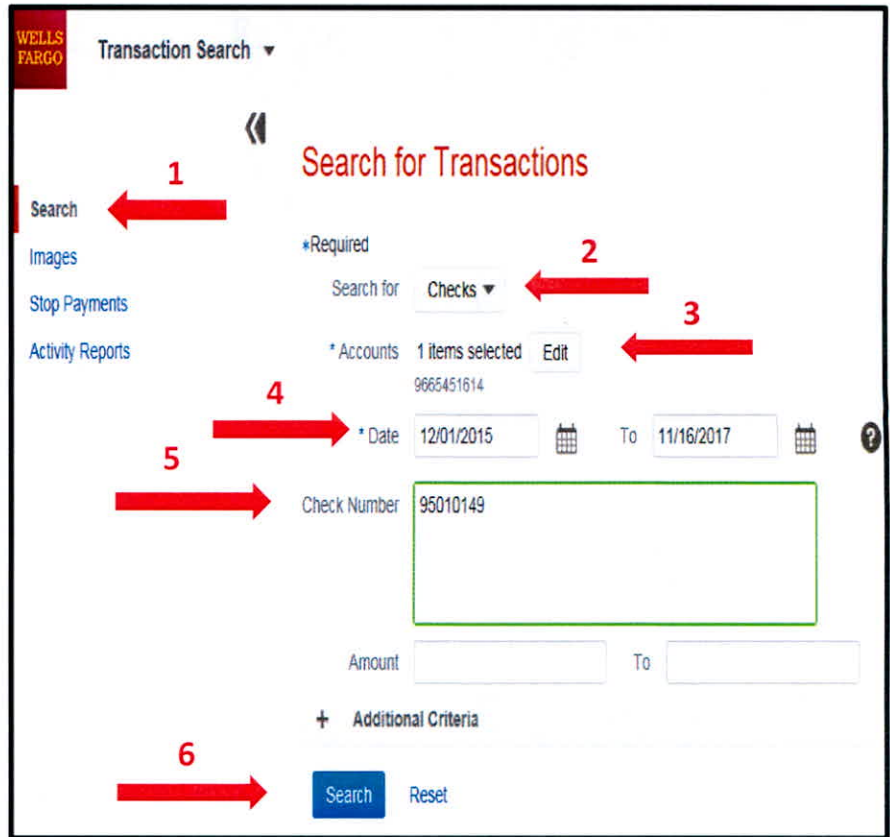 WELLS
FARGO
Transaction Search
1
Search
Images
Stop Payments
Activity Reports
Search for Transactions
*Required
2
Search for Checks
3
* Accounts 1 items selected Edit
9665451614
4
* Date 12/01/2015 To 11/16/2017 ?
5
Check Number 95010149
Amount To
+ Additional Criteria
6
Search Reset